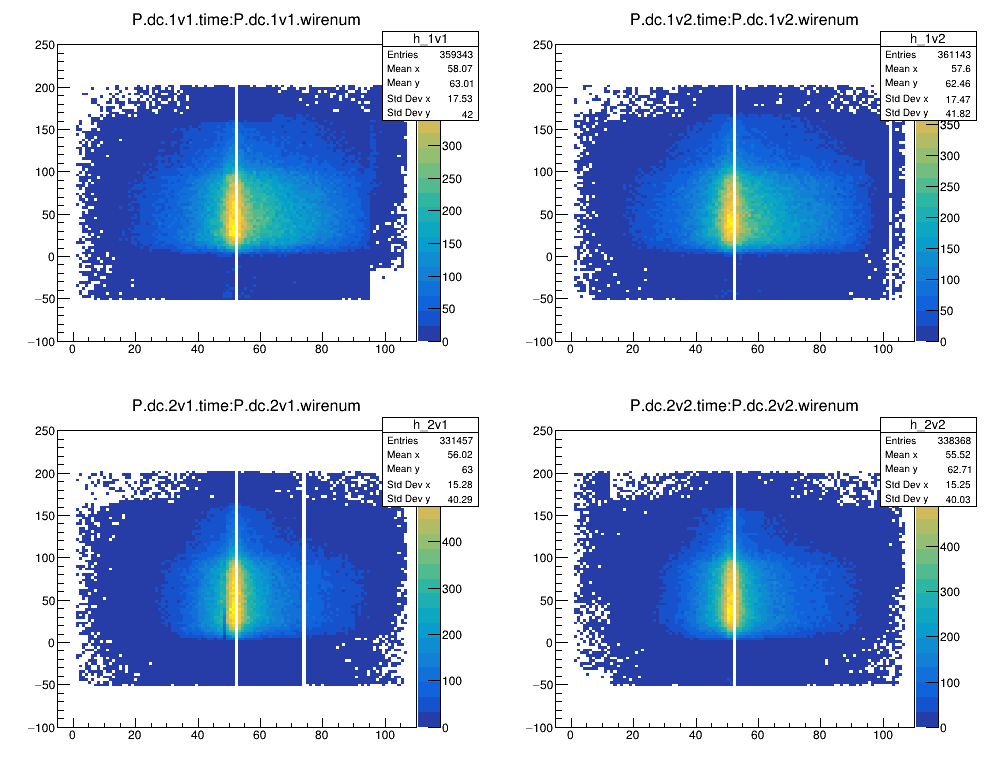 P.dc.1v1.time:P.dc.1v1.wirenum
h_1v1
Entries 359343
Mean x 58.07
Mean y 63.01
Std Dev x 17.53
Std Dev y 42
250
200
150
100
50
0
−50
−100
0 20 40 60 80 100
300
250
200
150
100
50
0
P.dc.1v2.time:P.dc.1v2.wirenum
h_1v2
Entries 361143
Mean x 57.6
Mean y 62.46
Std Dev x 17.47
Std Dev y 41.82
250
200
150
100
50
0
−50
−100
0 20 40 60 80 100
350
300
250
200
150
100
50
0
P.dc.2v1.time:P.dc.2v1.wirenum
h_2v1
Entries 331457
Mean x 56.02
Mean y 63
Std Dev x 15.28
Std Dev y 40.29
250
200
150
100
50
0
−50
−100
0 20 40 60 80 100
400
300
200
100
0
P.dc.2v2.time:P.dc.2v2.wirenum
h_2v2
Entries 338368
Mean x 55.52
Mean y 62.71
Std Dev x 15.25
Std Dev y 40.03
250
200
150
100
50
0
−50
−100
0 20 40 60 80 100
400
300
200
100
0